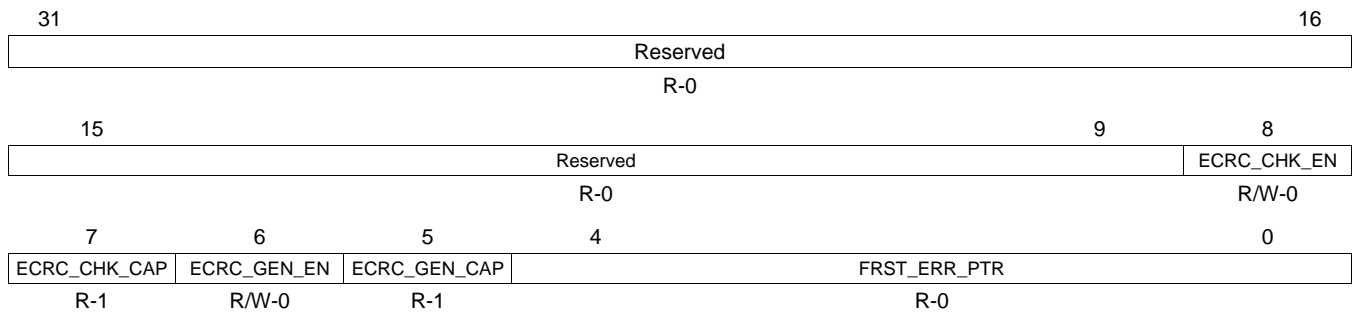 31 16
Reserved
R-0
15 9 8
Reserved ECRC_CHK_EN
R-0 R/W-0
7 6 5 4 0
ECRC_CHK_CAP ECRC_GEN_EN ECRC_GEN_CAP FRST_ERR_PTR
R-1 R/W-0 R-1 R-0